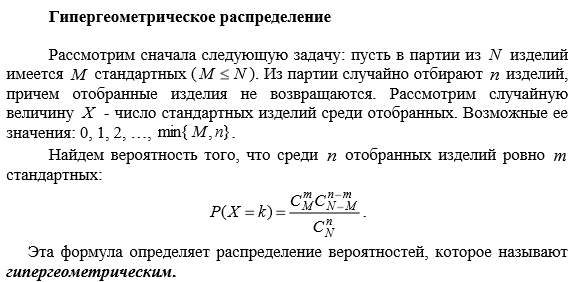 Гипергеометрическое распределение
Рассмотрим сначала следующую задачу: пусть в партии из N изделий
имеется M стандартных (M ≤ N). Из партии случайно отбирают n изделий,
причем отобранные изделия не возвращаются. Рассмотрим случайную
величину X - число стандартных изделий среди отобранных. Возможные ее
значения: 0, 1, 2, …, min{M,n}.
Найдем вероятность того, что среди n отобранных изделий ровно m
стандартных:
P(X = k) = \frac{C_M^m C_{N-M}^{n-m}}{C_N^n}.
Эта формула определяет распределение вероятностей, которое называют
гипергеометрическим.